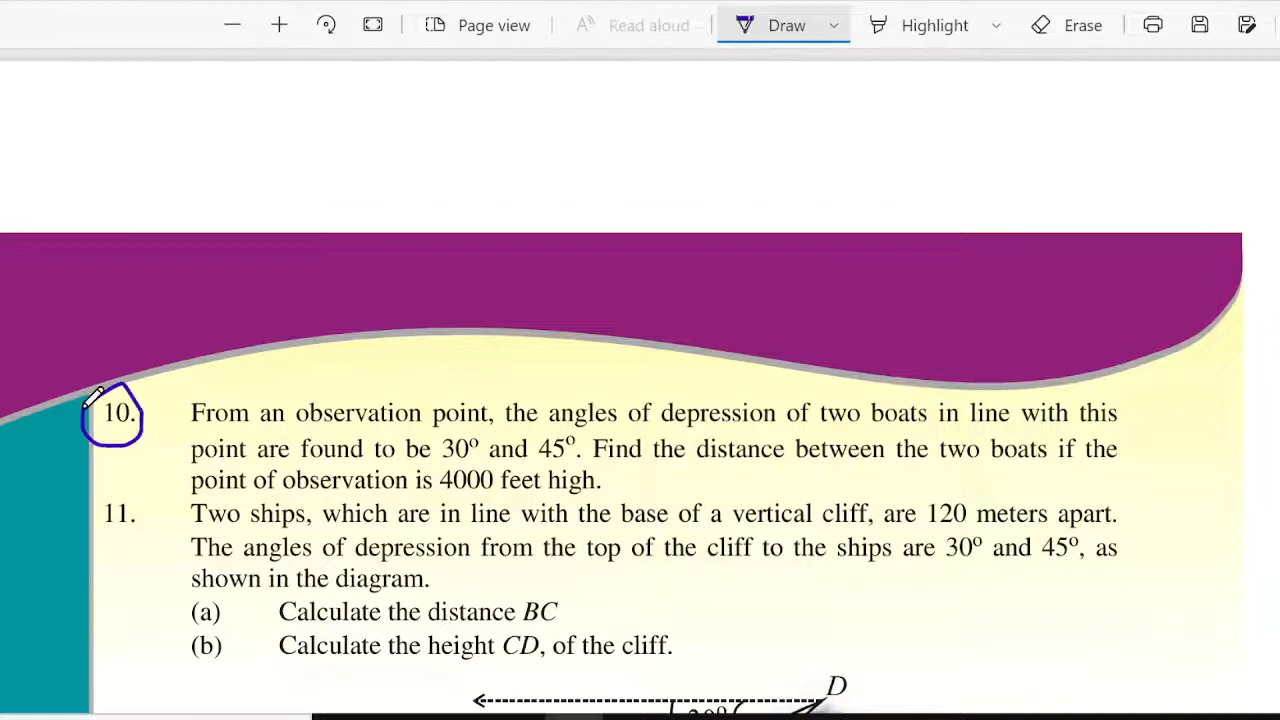 Page view
Read aloud
Draw
Highlight
Erase
10. From an observation point, the angles of depression of two boats in line with this
point are found to be 30º and 45º. Find the distance between the two boats if the
point of observation is 4000 feet high.
11. Two ships, which are in line with the base of a vertical cliff, are 120 meters apart.
The angles of depression from the top of the cliff to the ships are 30º and 45º, as
shown in the diagram.
(a) Calculate the distance BC
(b) Calculate the height CD, of the cliff.
D